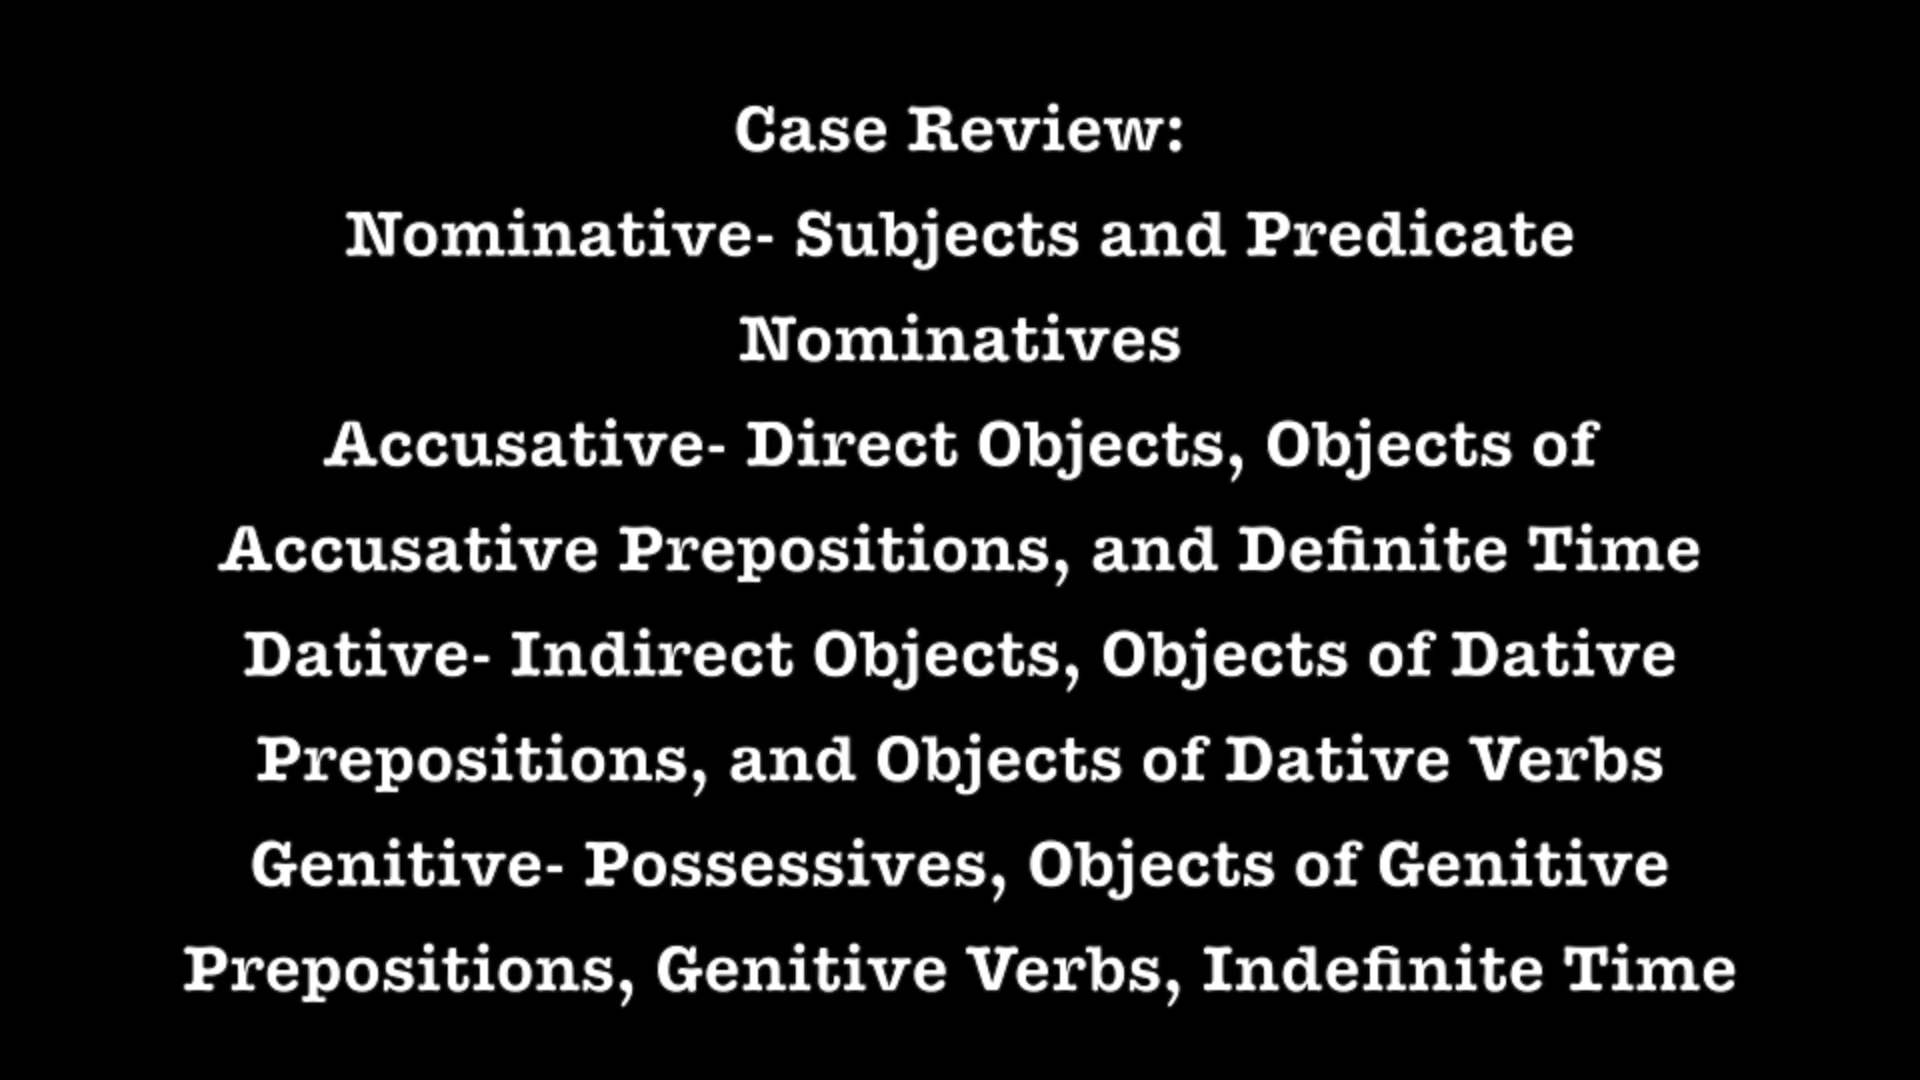 Case Review:
Nominative- Subjects and Predicate
Nominatives
Accusative- Direct Objects, Objects of
Accusative Prepositions, and Definite Time
Dative- Indirect Objects, Objects of Dative
Prepositions, and Objects of Dative Verbs
Genitive- Possessives, Objects of Genitive
Prepositions, Genitive Verbs, Indefinite Time